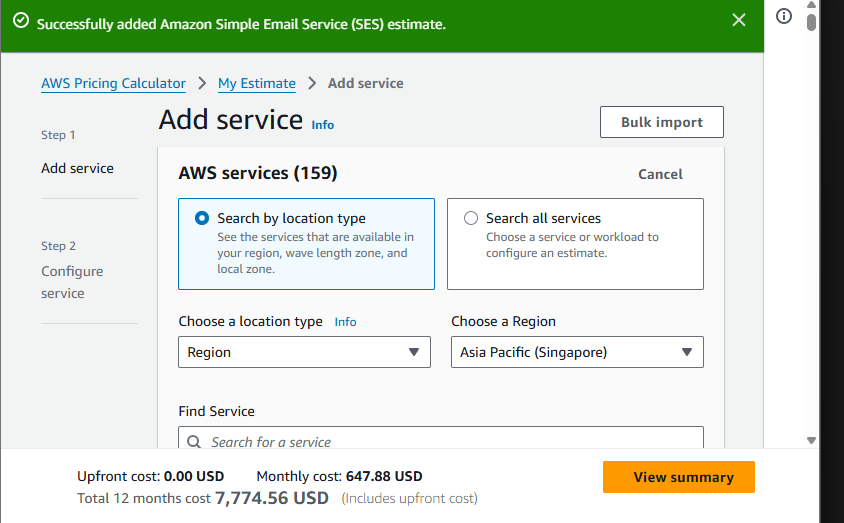 Successfully added Amazon Simple Email Service (SES) estimate.
AWS Pricing Calculator > My Estimate > Add service
Step 1
Add service
Step 2
Configure
service
Add service Info
Bulk import
AWS services (159)
Cancel
Search by location type
See the services that are available in
your region, wave length zone, and
local zone.
Search all services
Choose a service or workload to
configure an estimate.
Choose a location type Info
Region
Choose a Region
Asia Pacific (Singapore)
Find Service
Search for a service
Upfront cost: 0.00 USD Monthly cost: 647.88 USD
Total 12 months cost 7,774.56 USD (Includes upfront cost)
View summary